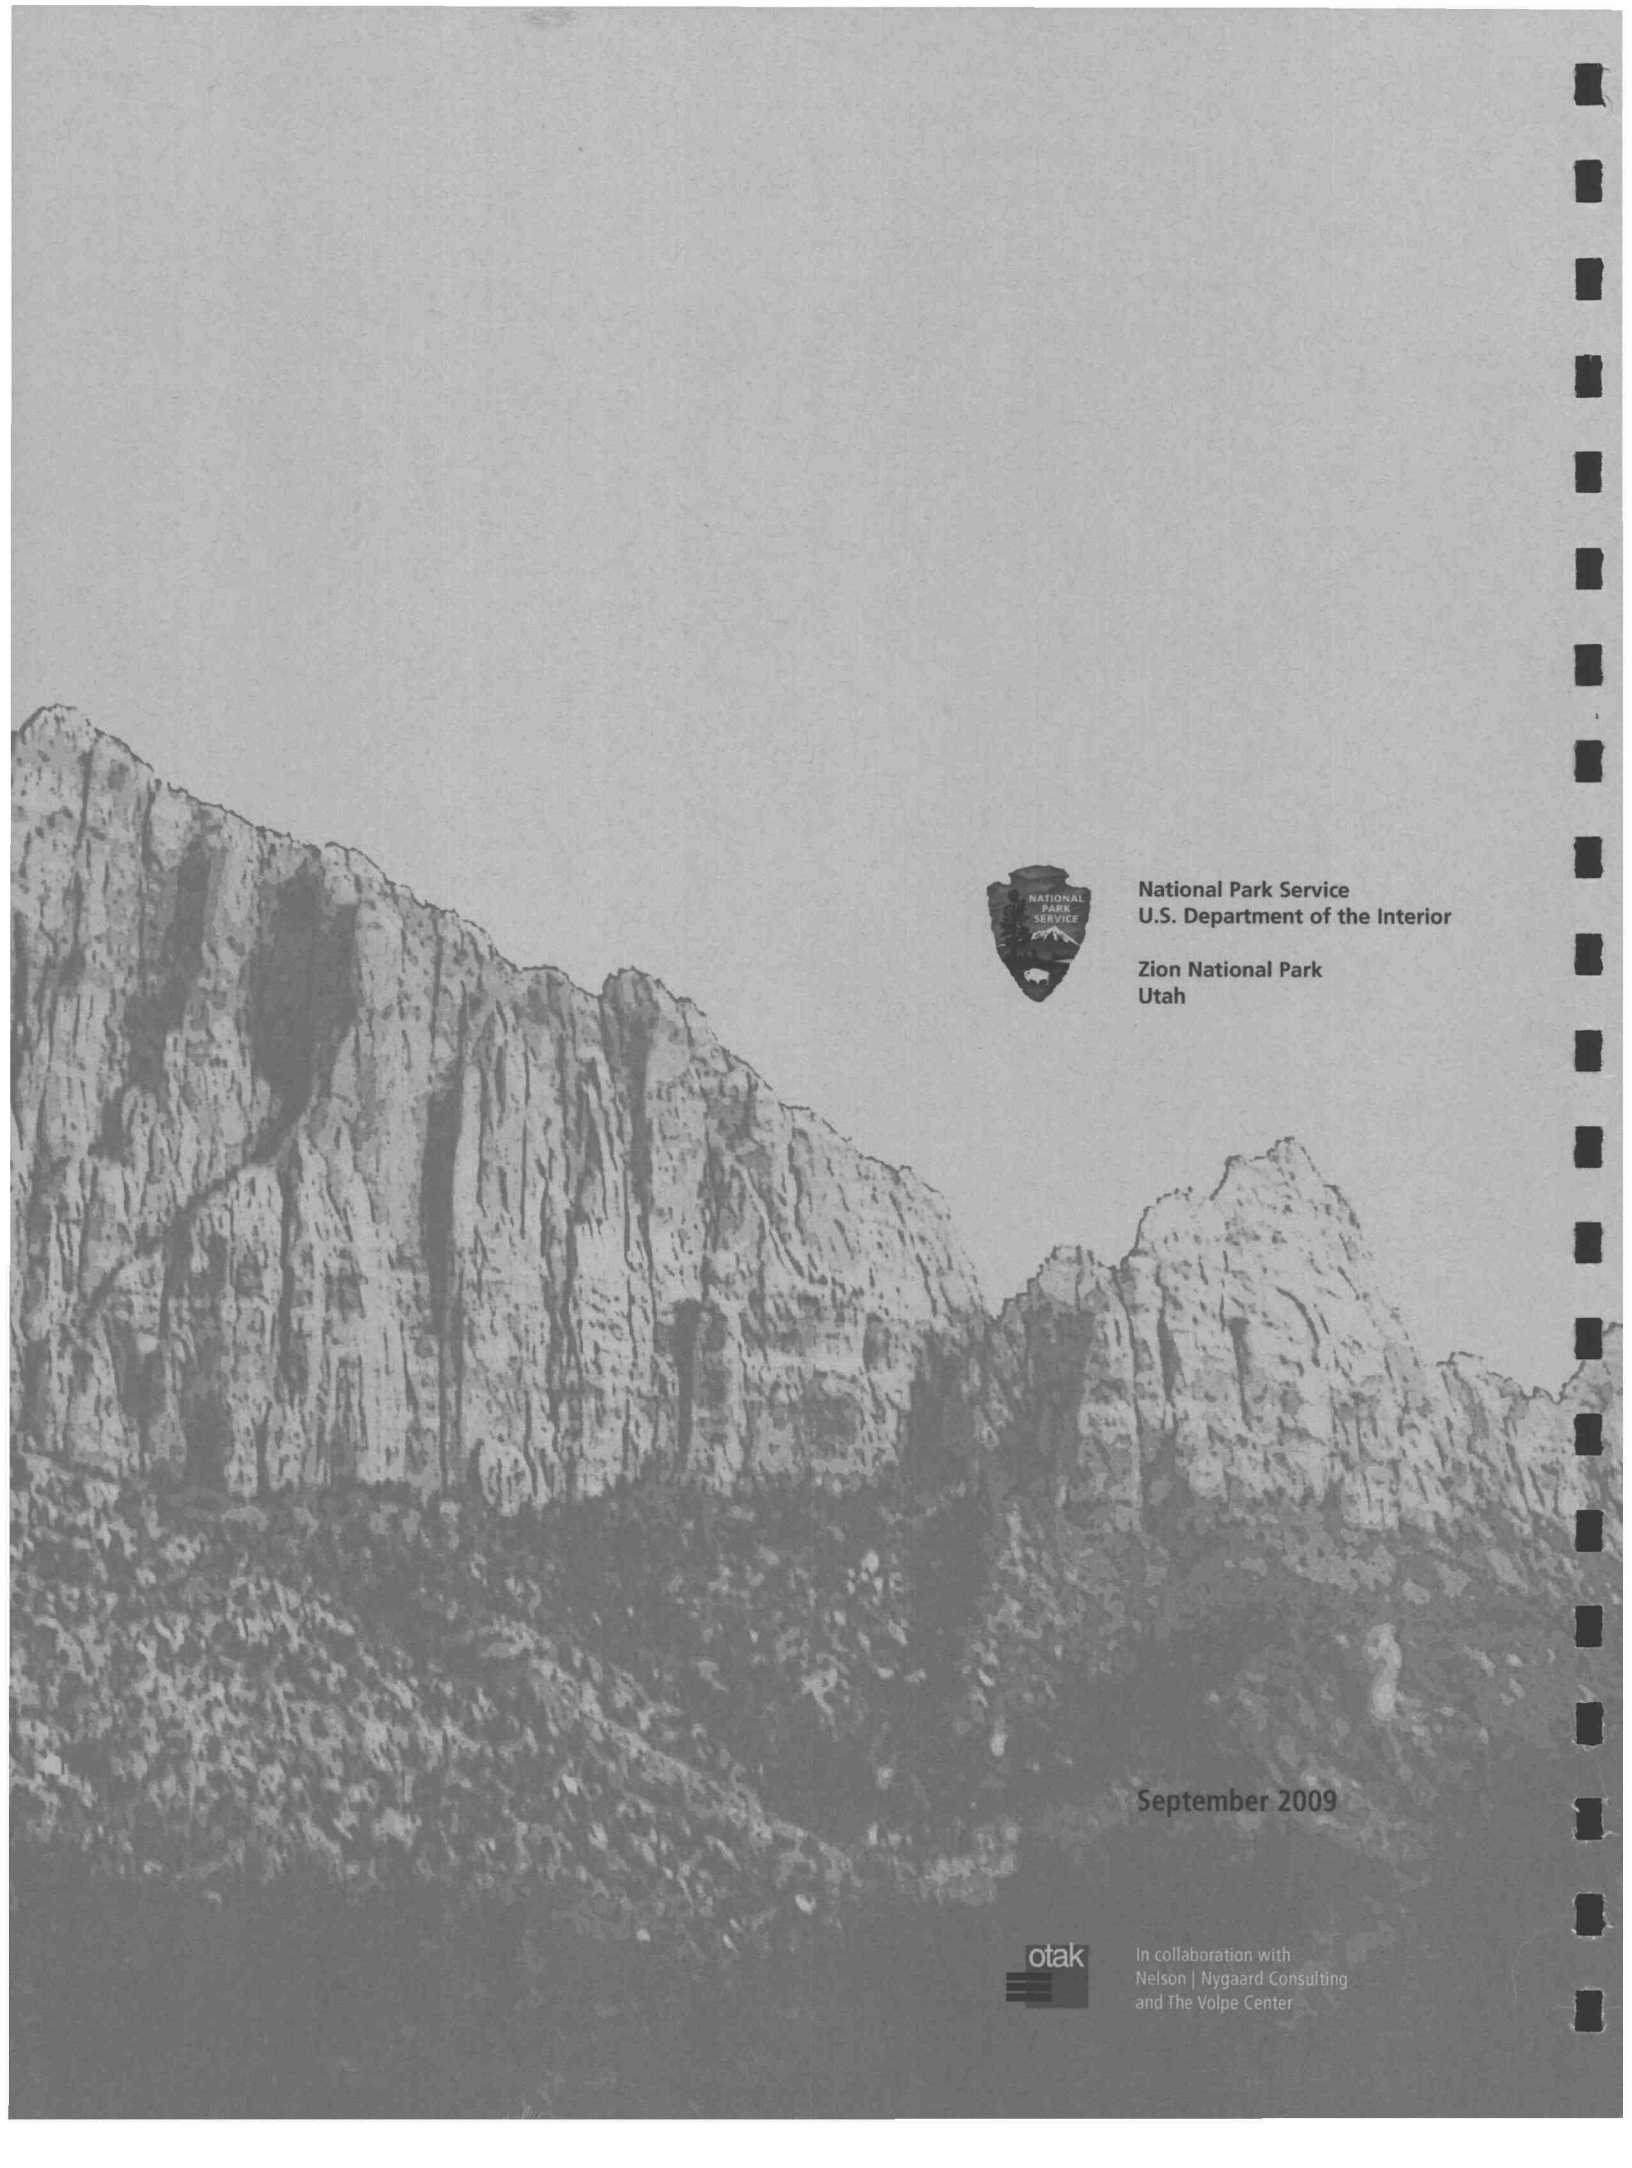 NATIONAL
PARK
SERVICE
National Park Service
U.S. Department of the Interior
Zion National Park
Utah
September 2009
otak
In collaboration with
Nelson | Nygaard Consulting
and The Volpe Center